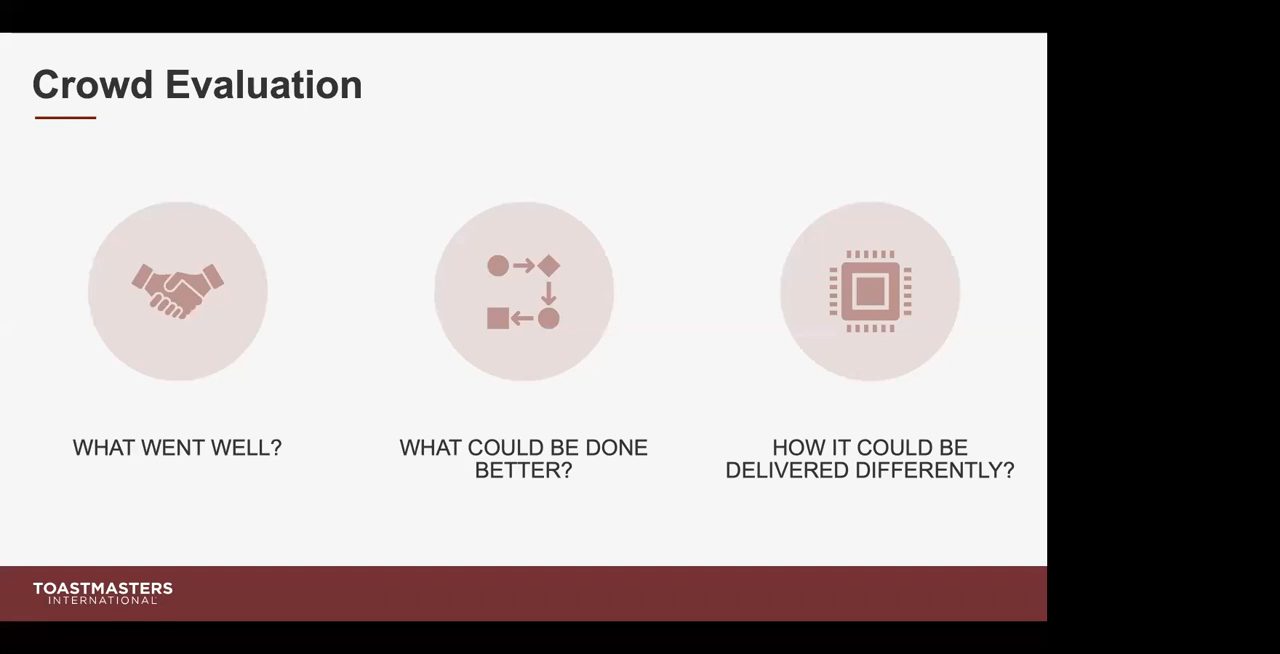 Crowd Evaluation
WHAT WENT WELL?
WHAT COULD BE DONE
BETTER?
HOW IT COULD BE
DELIVERED DIFFERENTLY?
TOASTMASTERS
INTERNATIONAL